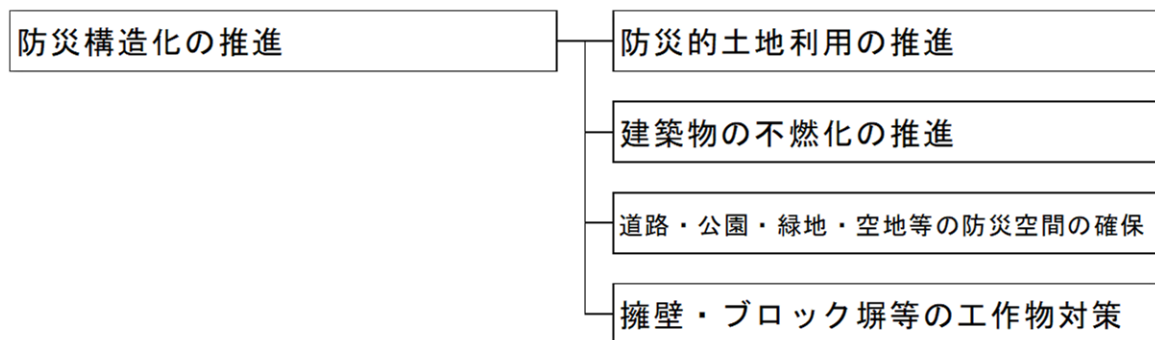 防災構造化の推進
防災的土地利用の推進
建築物の不燃化の推進
道路・公園・緑地・空地等の防災空間の確保
擁壁・ブロック塀等の工作物対策